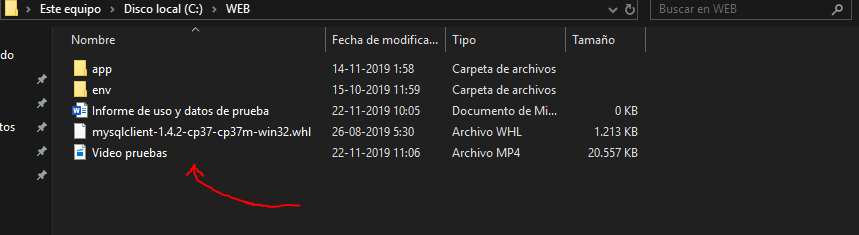 Este equipo > Disco local (C:) > WEB
Buscar en WEB
Nombre Fecha de modifica... Tipo Tamaño
do
app 14-11-2019 1:58 Carpeta de archivos
env 15-10-2019 11:59 Carpeta de archivos
Informe de uso y datos de prueba 22-11-2019 10:05 Documento de Mi... 0 KB
tos
mysqlclient-1.4.2-cp37-cp37m-win32.whl 26-08-2019 5:30 Archivo WHL 1.213 KB
Video pruebas 22-11-2019 11:06 Archivo MP4 20.557 KB